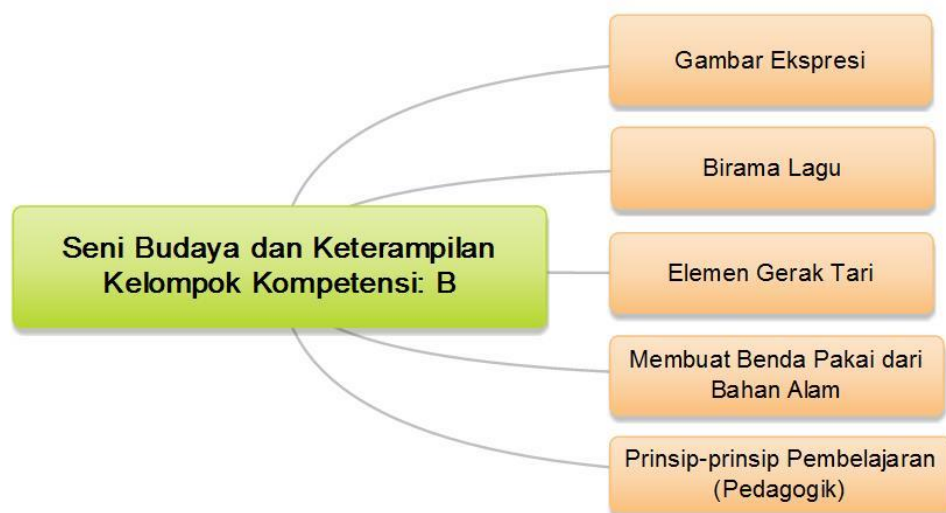 Gambar Ekspresi
Birama Lagu
Seni Budaya dan Keterampilan
Kelompok Kompetensi: B
Elemen Gerak Tari
Membuat Benda Pakai dari
Bahan Alam
Prinsip-prinsip Pembelajaran
(Pedagogik)